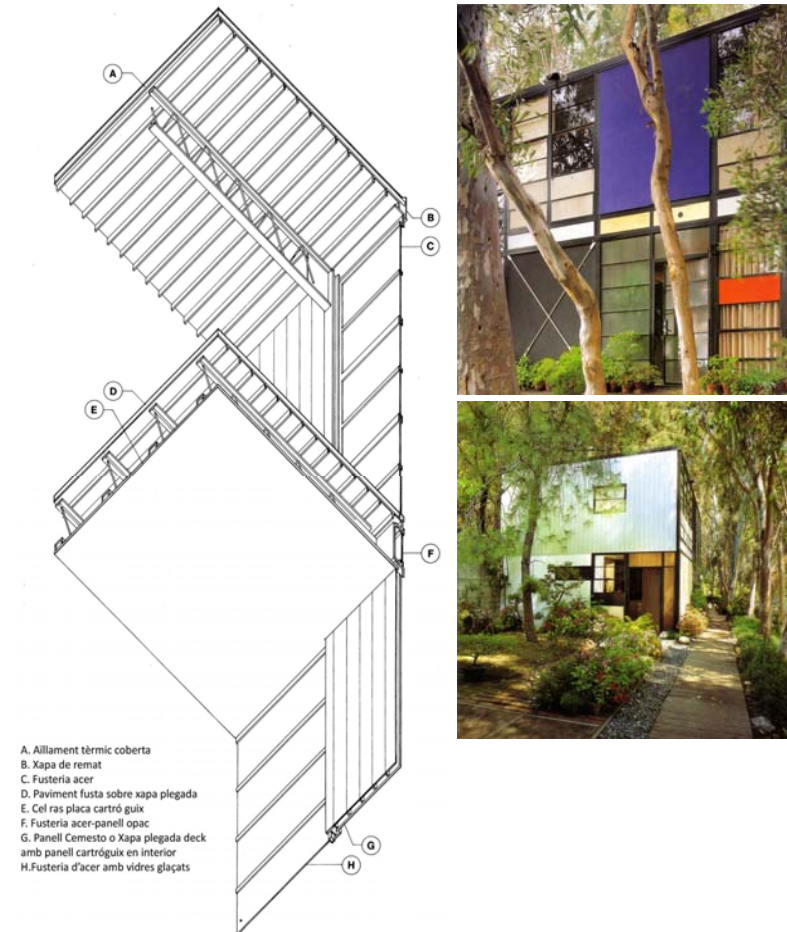 A
B
C
D
E
F
G
H
A. Aïllament tèrmic coberta
B. Xapa de remat
C. Fusteria acer
D. Paviment fusta sobre xapa plegada
E. Cel ras placa cartró guix
F. Fusteria acer-panell opac
G. Panell Cemesto o Xapa plegada deck
amb panell cartróguix en interior
H.Fusteria d'acer amb vidres glaçats